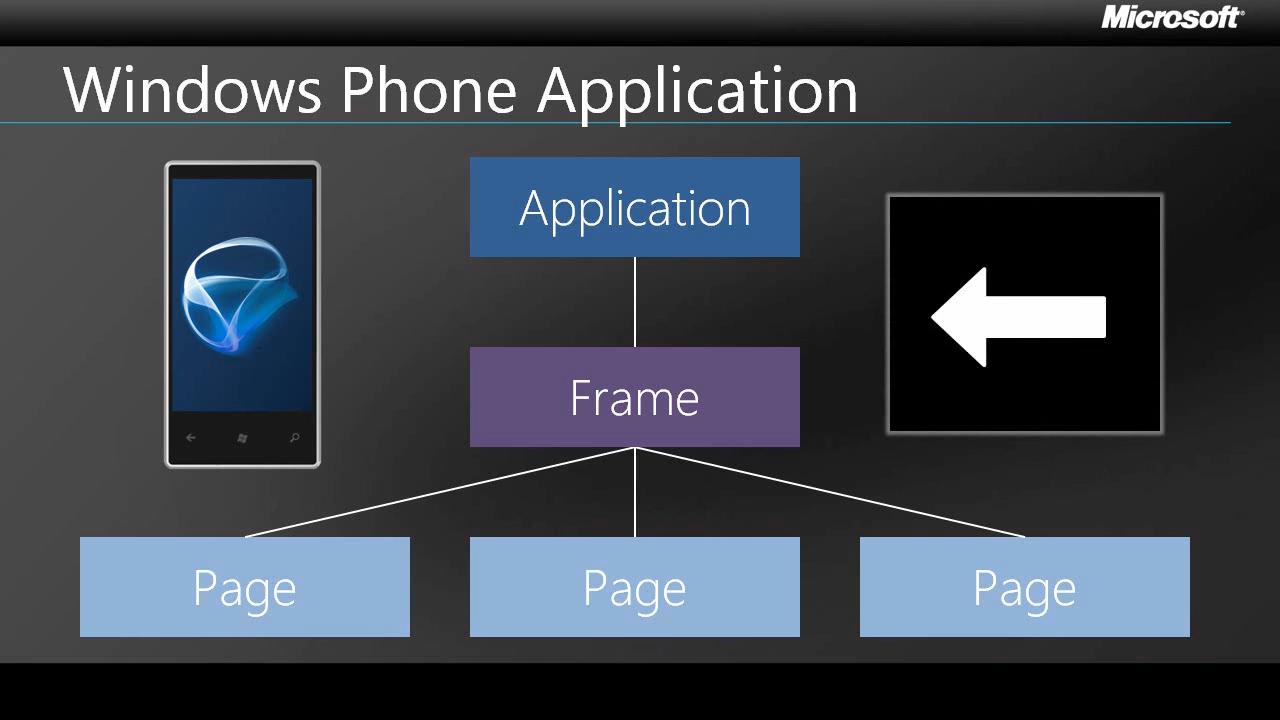 Microsoft®
Windows Phone Application
Application
Frame
Page
Page
Page